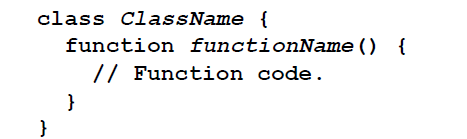 class ClassName {
function functionName() {
// Function code.
}
}